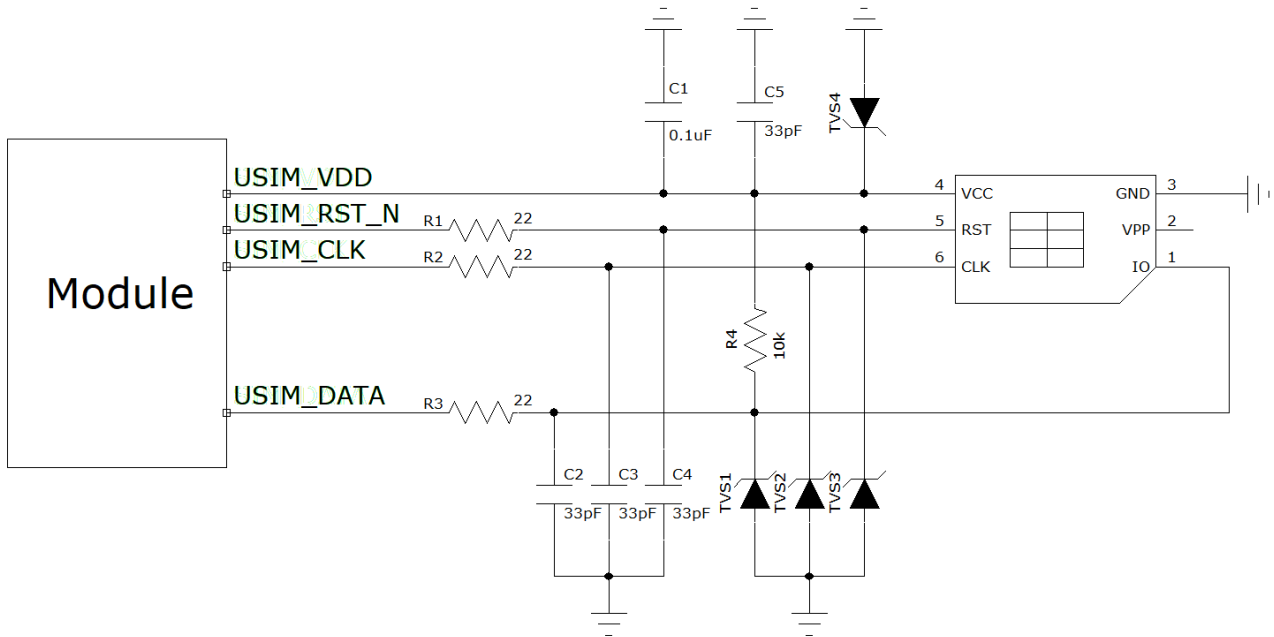 C1
0.1uF
C5
33pF
TVS4
Module
USIM_VDD
USIM_RST_N
R1
22
USIM_CLK
R2
22
USIM_DATA
R3
22
4
VCC
GND
3
5
RST
VPP
2
6
CLK
IO
1
R4
10k
C2
33pF
C3
33pF
C4
33pF
TVS1
TVS2
TVS3